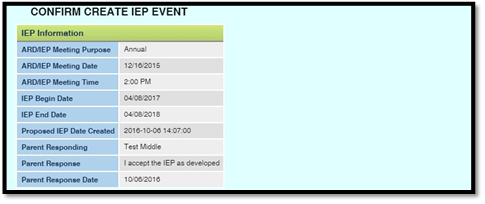 CONFIRM CREATE IEP EVENT
IEP Information
ARD/IEP Meeting Purpose Annual
ARD/IEP Meeting Date 12/16/2015
ARD/IEP Meeting Time 2:00 PM
IEP Begin Date 04/08/2017
IEP End Date 04/08/2018
Proposed IEP Date Created 2016-10-06 14:07:00
Parent Responding Test Middle
Parent Response I accept the IEP as developed
Parent Response Date 10/06/2016